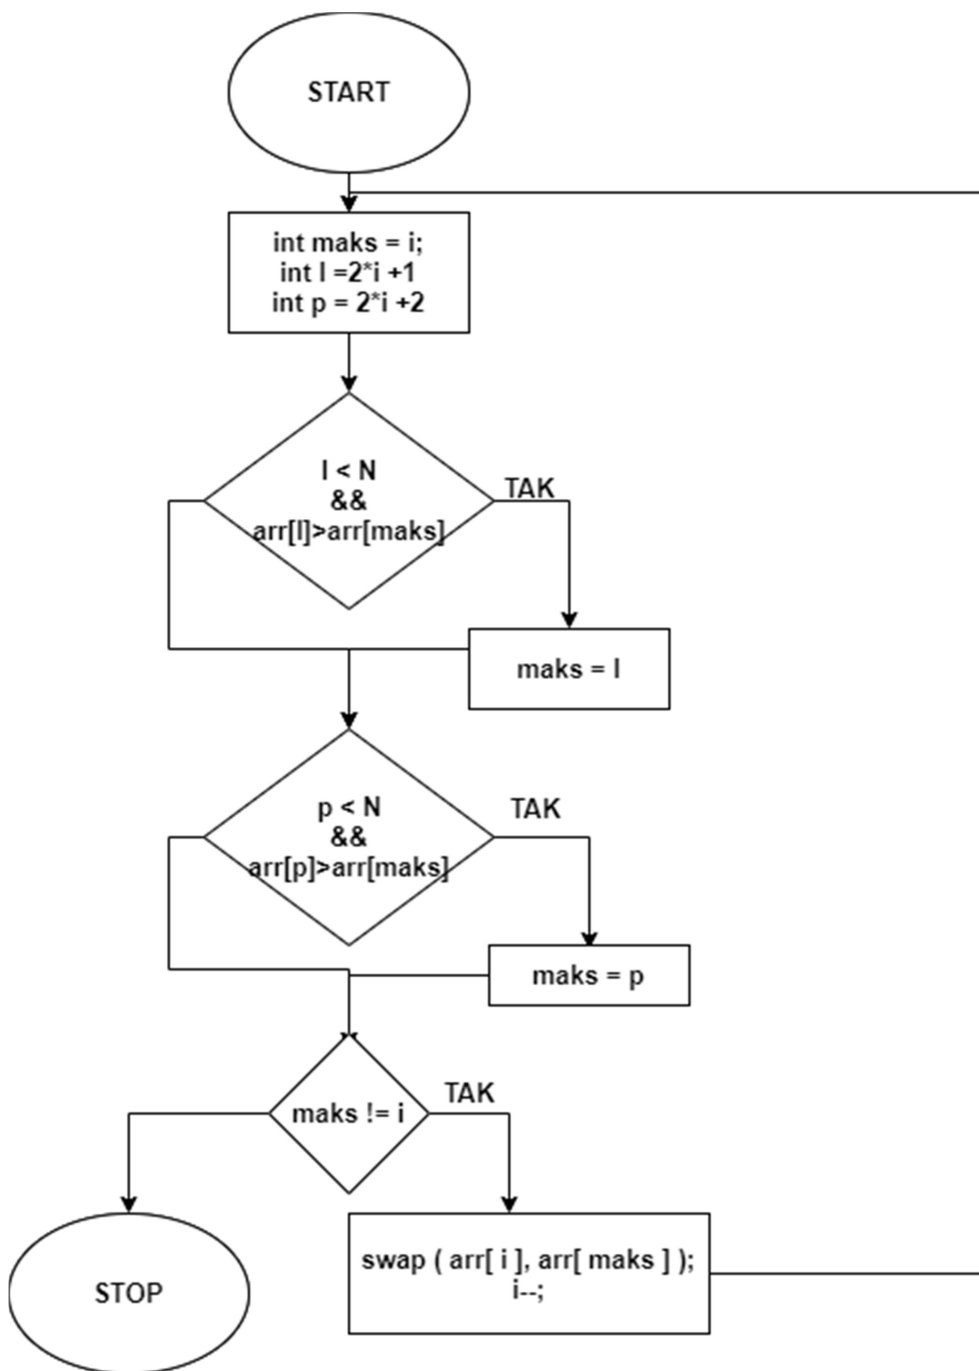 START
int maks = i;
int l =2*i +1
int p = 2*i +2
l < N
&&
arr[l]>arr[maks]
TAK
maks = l
p < N
&&
arr[p]>arr[maks]
TAK
maks = p
maks != i
TAK
swap ( arr[ i ], arr[ maks ] );
i--;
STOP